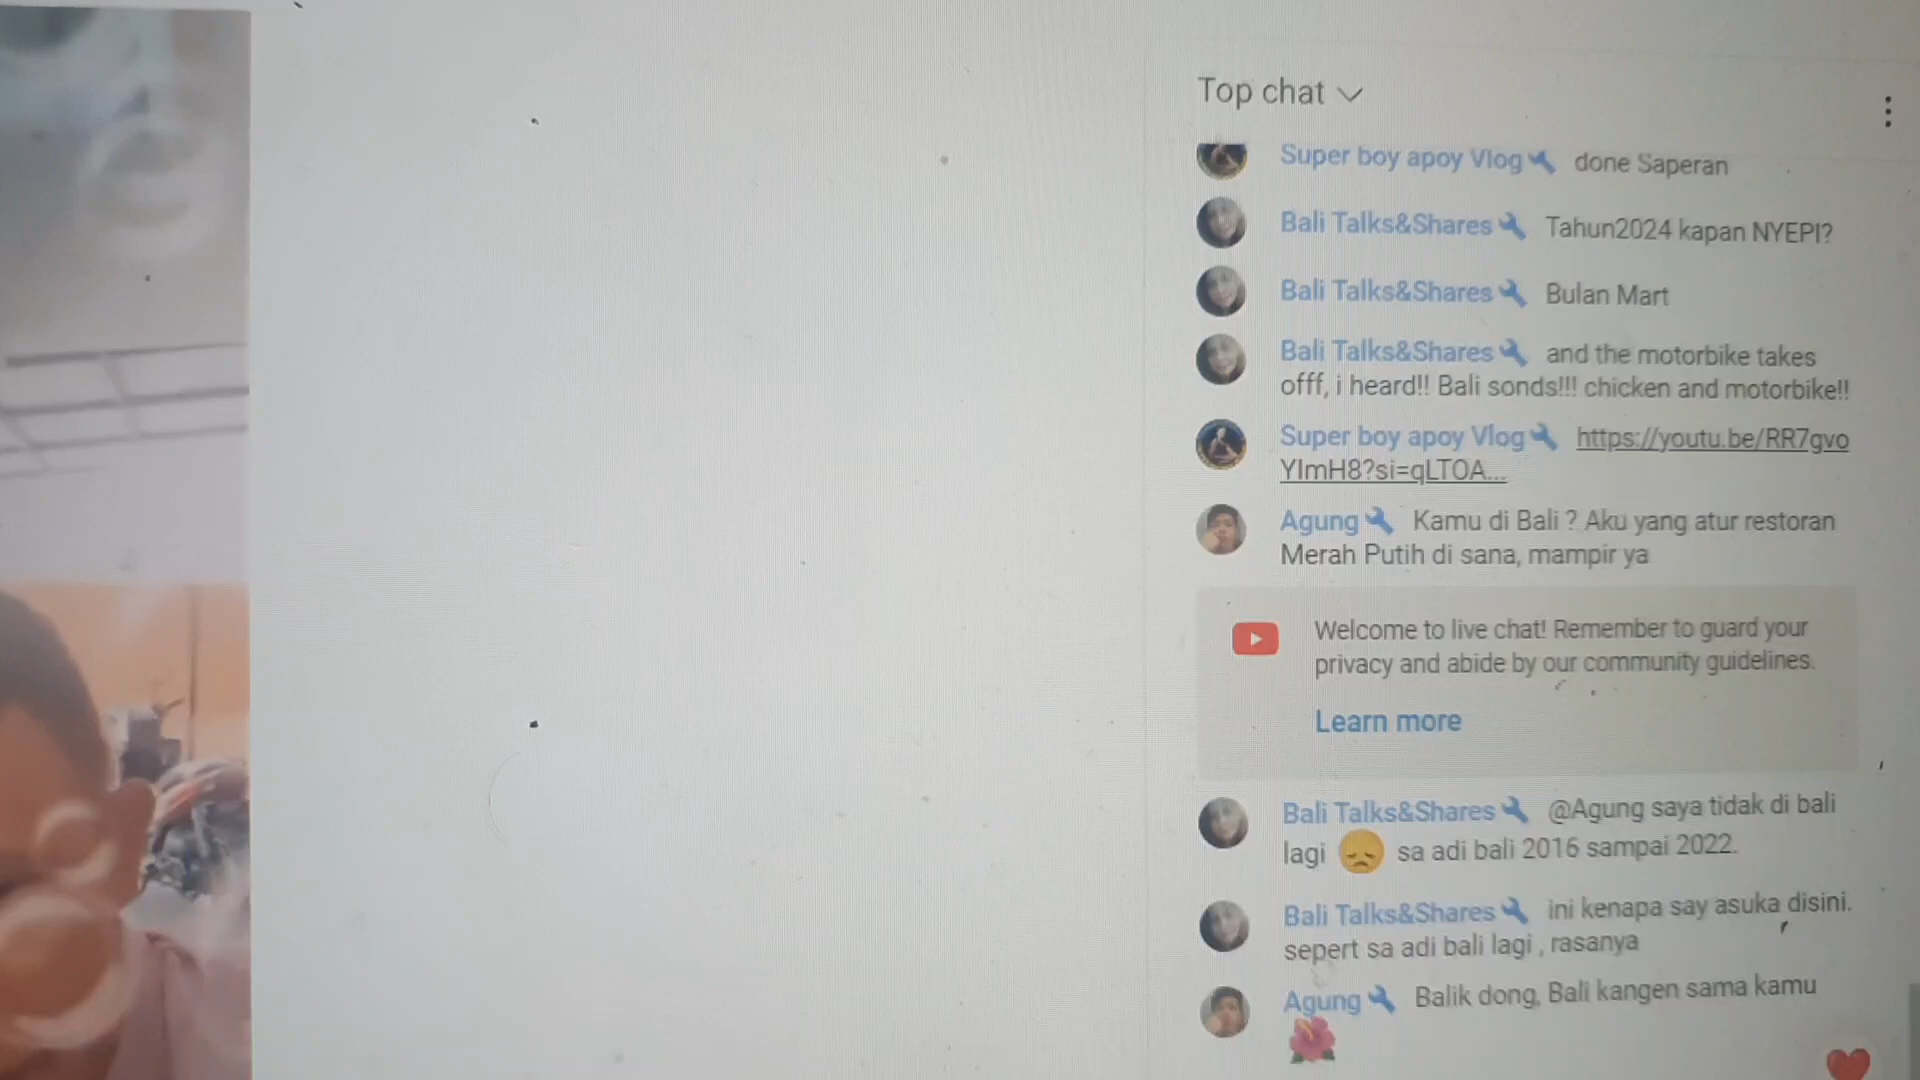 Top chat
Super boy apoy Vlog done Saperan
Bali Talks&Shares Tahun2024 kapan NYEPI?
Bali Talks&Shares Bulan Mart
Bali Talks&Shares and the motorbike takes
offf, i heard!! Bali sonds!!! chicken and motorbike!!
Super boy apoy Vlog https://youtu.be/RR7gvo
YlmH8?si=qLTOA...
Agung Kamu di Bali ? Aku yang atur restoran
Merah Putih di sana, mampir ya
Welcome to live chat! Remember to guard your
privacy and abide by our community guidelines.
Learn more
Bali Talks&Shares @Agung saya tidak di bali
lagi 😞 sa adi bali 2016 sampai 2022.
Bali Talks&Shares ini kenapa say asuka disini.
sepert sa adi bali lagi , rasanya
Agung Balik dong, Bali kangen sama kamu
🌺